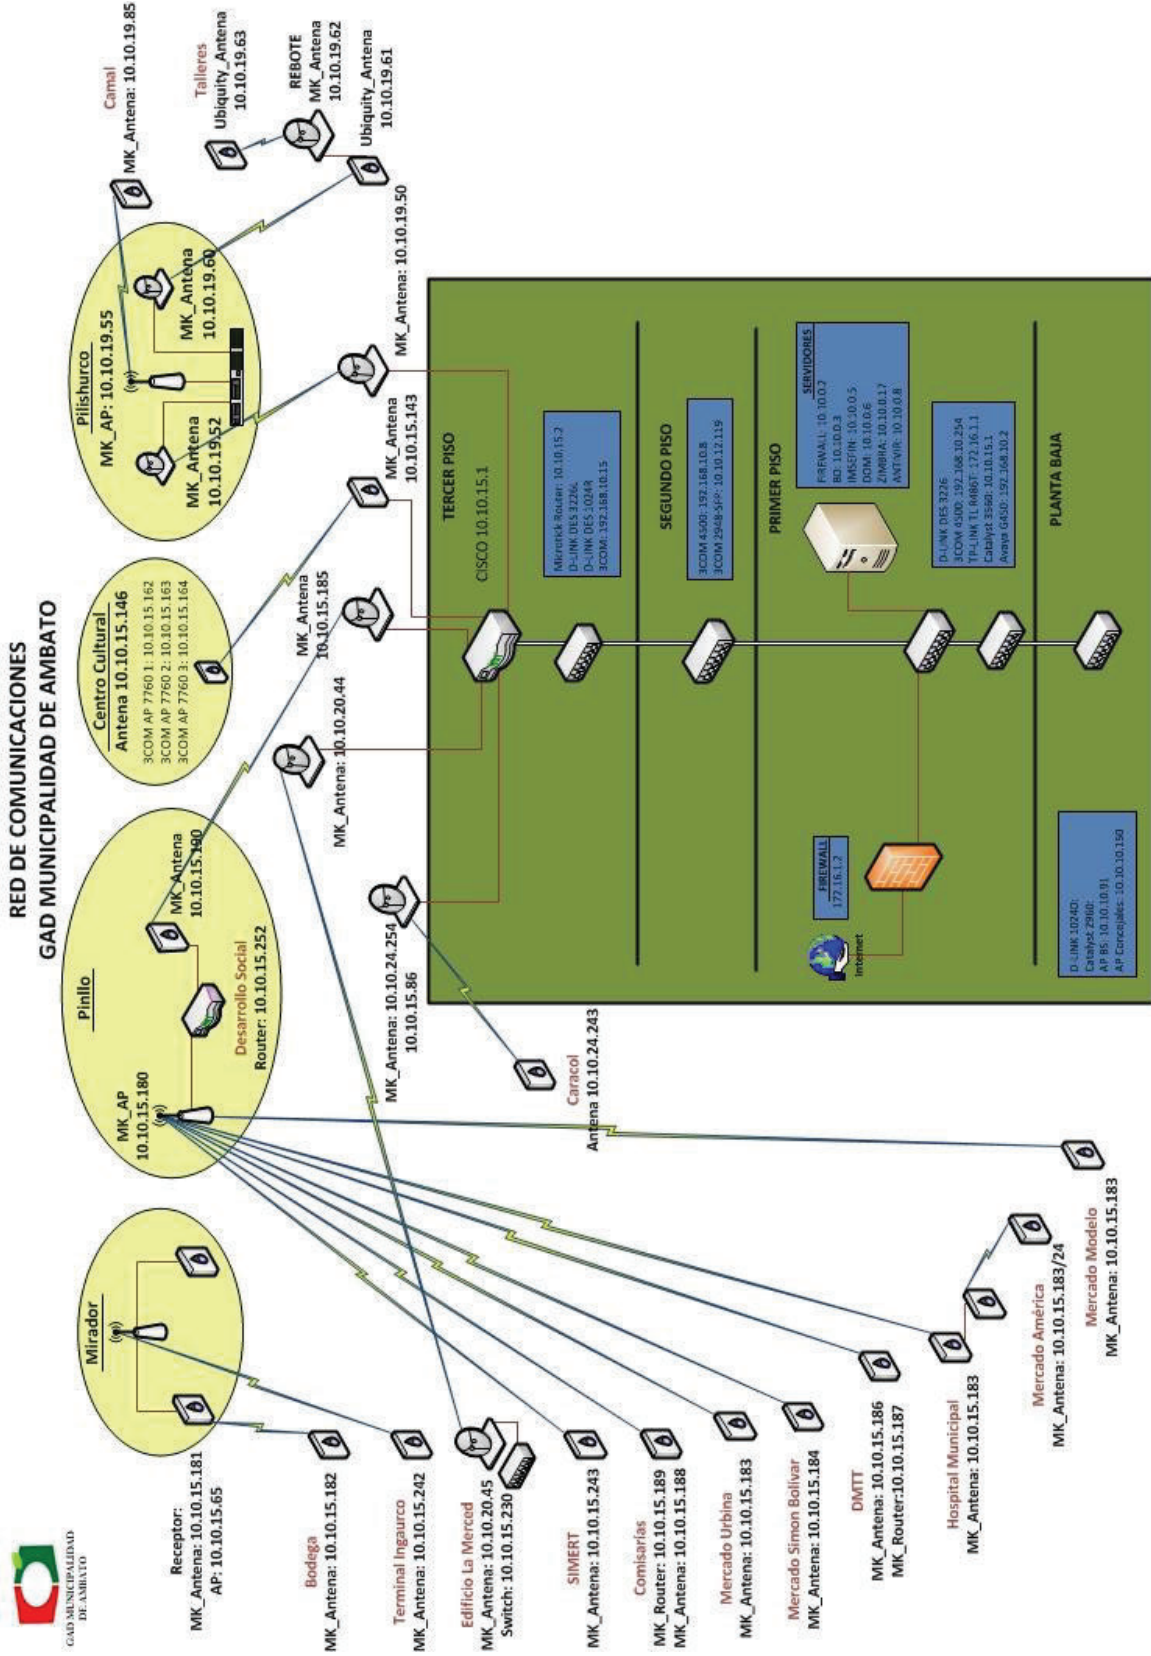 RED DE COMUNICACIONES
GAD MUNICIPALIDAD DE AMBATO
GAD MUNICIPALIDAD
DE AMBATO
Mirador
Receptor:
MK_Antena: 10.10.15.181
AP: 10.10.15.65
Bodega
MK_Antena: 10.10.15.182
Terminal Ingaurco
MK_Antena: 10.10.15.242
Edificio La Merced
MK_Antena: 10.10.20.45
Switch: 10.10.15.230
SIMERT
MK_Antena: 10.10.15.243
Comisarías
MK_Router: 10.10.15.189
MK_Antena: 10.10.15.188
Mercado Urbina
MK_Antena: 10.10.15.183
Mercado Simon Bolívar
MK_Antena: 10.10.15.184
DMTT
MK_Antena: 10.10.15.186
MK_Router:10.10.15.187
Hospital Municipal
MK_Antena: 10.10.15.183
Mercado América
MK_Antena: 10.10.15.183/24
Mercado Modelo
MK_Antena: 10.10.15.183
Pinllo
MK_AP
10.10.15.180
MK_Antena
10.10.15.190
Desarrollo Social
Router: 10.10.15.252
Centro Cultural
Antena 10.10.15.146
3COM AP 7760 1: 10.10.15.162
3COM AP 7760 2: 10.10.15.163
3COM AP 7760 3: 10.10.15.164
Pilishurco
MK_AP: 10.10.19.55
MK_Antena
10.10.19.52
MK_Antena
10.10.19.60
Camal
MK_Antena: 10.10.19.85
Talleres
Ubiquity_Antena
10.10.19.63
REBOTE
MK_Antena
10.10.19.62
Ubiquity_Antena
10.10.19.61
MK_Antena: 10.10.24.254
10.10.15.86
Caracol
Antena 10.10.24.243
MK_Antena: 10.10.20.44
MK_Antena
10.10.15.185
MK_Antena
10.10.15.143
MK_Antena: 10.10.19.50
TERCER PISO
CISCO 10.10.15.1
Microtick Router: 10.10.15.2
D-LINK DES 3226L
D-LINK DES 1024R
3COM: 192.168.10.15
SEGUNDO PISO
3COM 4500: 192.168.10.8
3COM 2948-SFP: 10.10.12.119
PRIMER PISO
SERVIDORES
FIREWALL: 10.10.0.2
BD: 10.10.0.3
IMSEFIN: 10.10.0.5
DOM: 10.10.0.6
ZIMBRA: 10.10.0.17
ANTIVIR: 10.10.0.8
FIREWALL
172.16.1.2
Internet
D-LINK DES 3226
3COM 4500: 192.168.10.254
TP-LINK TL R486T: 172.16.1.1
Catalyst 3560: 10.10.15.1
Avaya G450: 192.168.10.2
PLANTA BAJA
D-LINK 1024D:
Catalyst 2960:
AP BS: 10.10.10.91
AP Concejales: 10.10.10.150